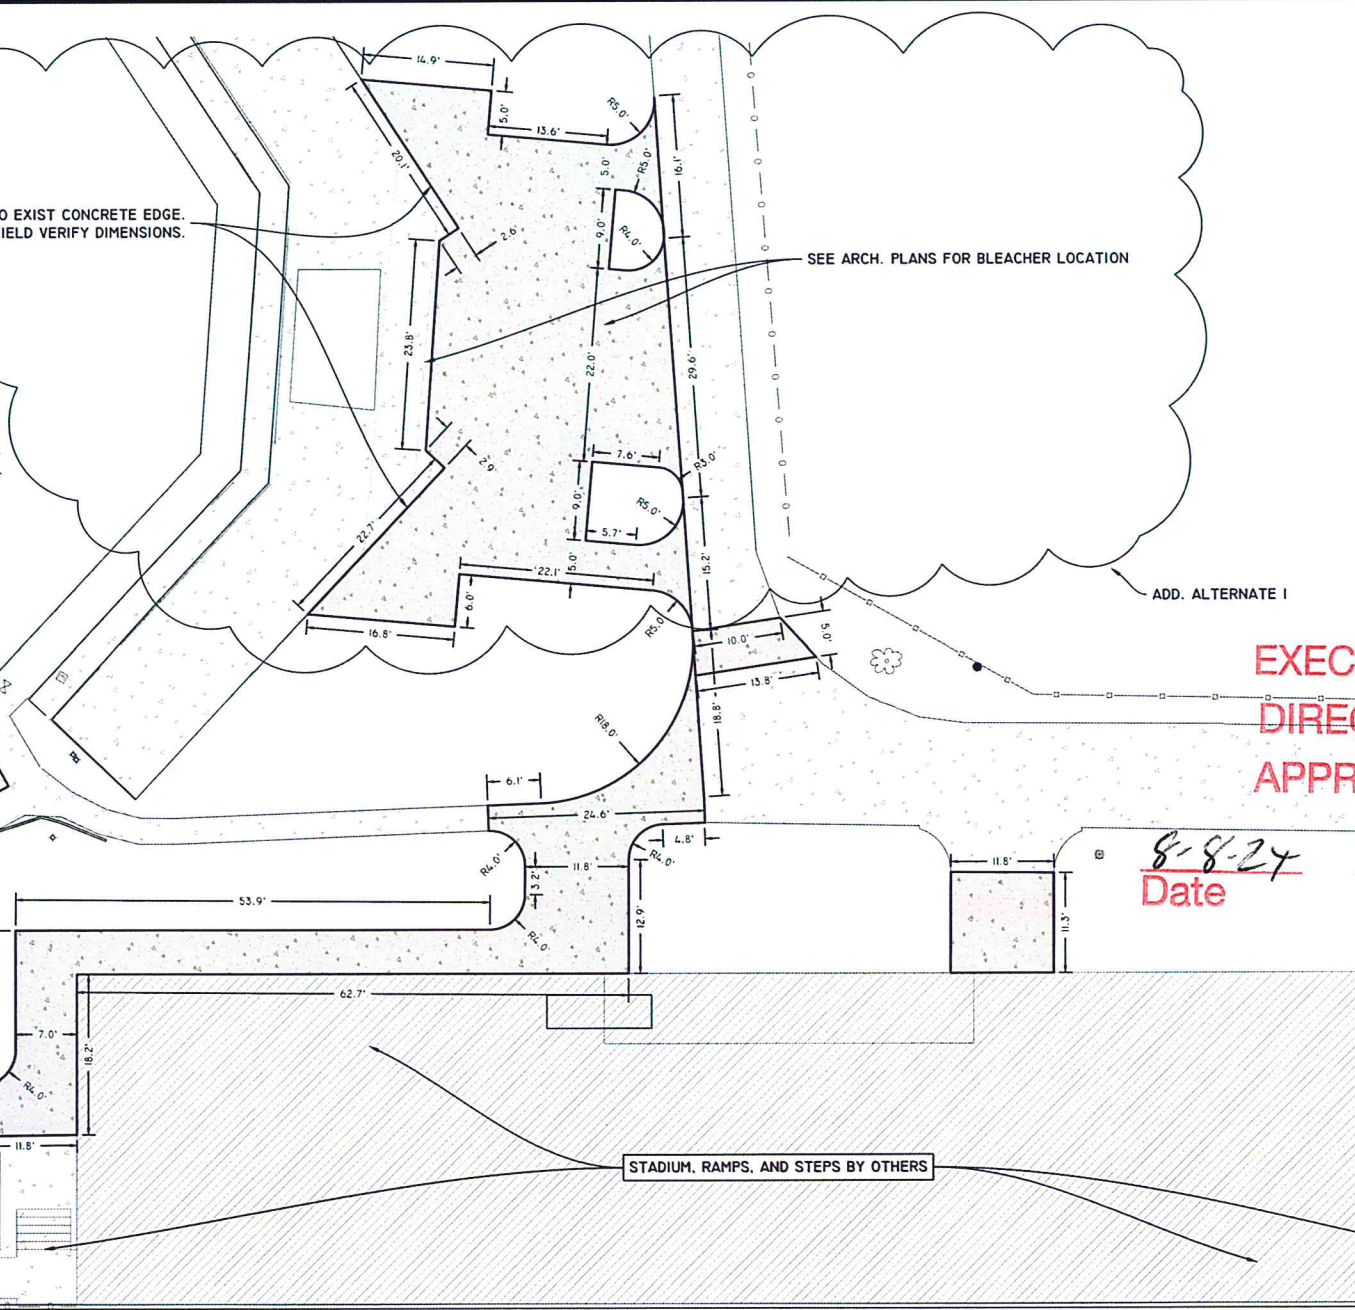 14.9'
5.0'
13.6'
R5.0'
20.1'
5.0'
R5.0'
16.1'
O EXIST CONCRETE EDGE.
IELD VERIFY DIMENSIONS.
2.6'
9.0'
R4.0'
SEE ARCH. PLANS FOR BLEACHER LOCATION
23.8'
22.0'
29.6'
7.6'
R3.0'
2.9'
9.0'
R5.0'
5.7'
22.7'
15.2'
22.1'
5.0'
6.0'
ADD. ALTERNATE 1
16.8'
R5.0'
10.0'
5.0'
13.8'
EXEC
DIREC
APPR
18.8'
R18.0'
6.1'
24.6'
4.8'
R4.0'
11.8'
R4.0'
3.2'
11.8'
8-8-24
Date
53.9'
12.9'
11.3'
R4.0'
62.7'
7.0'
18.2'
R4.0'
11.8'
STADIUM, RAMPS, AND STEPS BY OTHERS